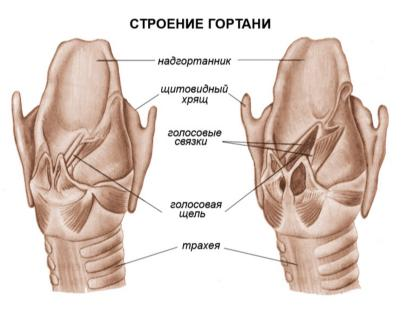 СТРОЕНИЕ ГОРТАНИ
надгортанник
щитовидный
хрящ
голосовые
связки
голосовая
щель
трахея